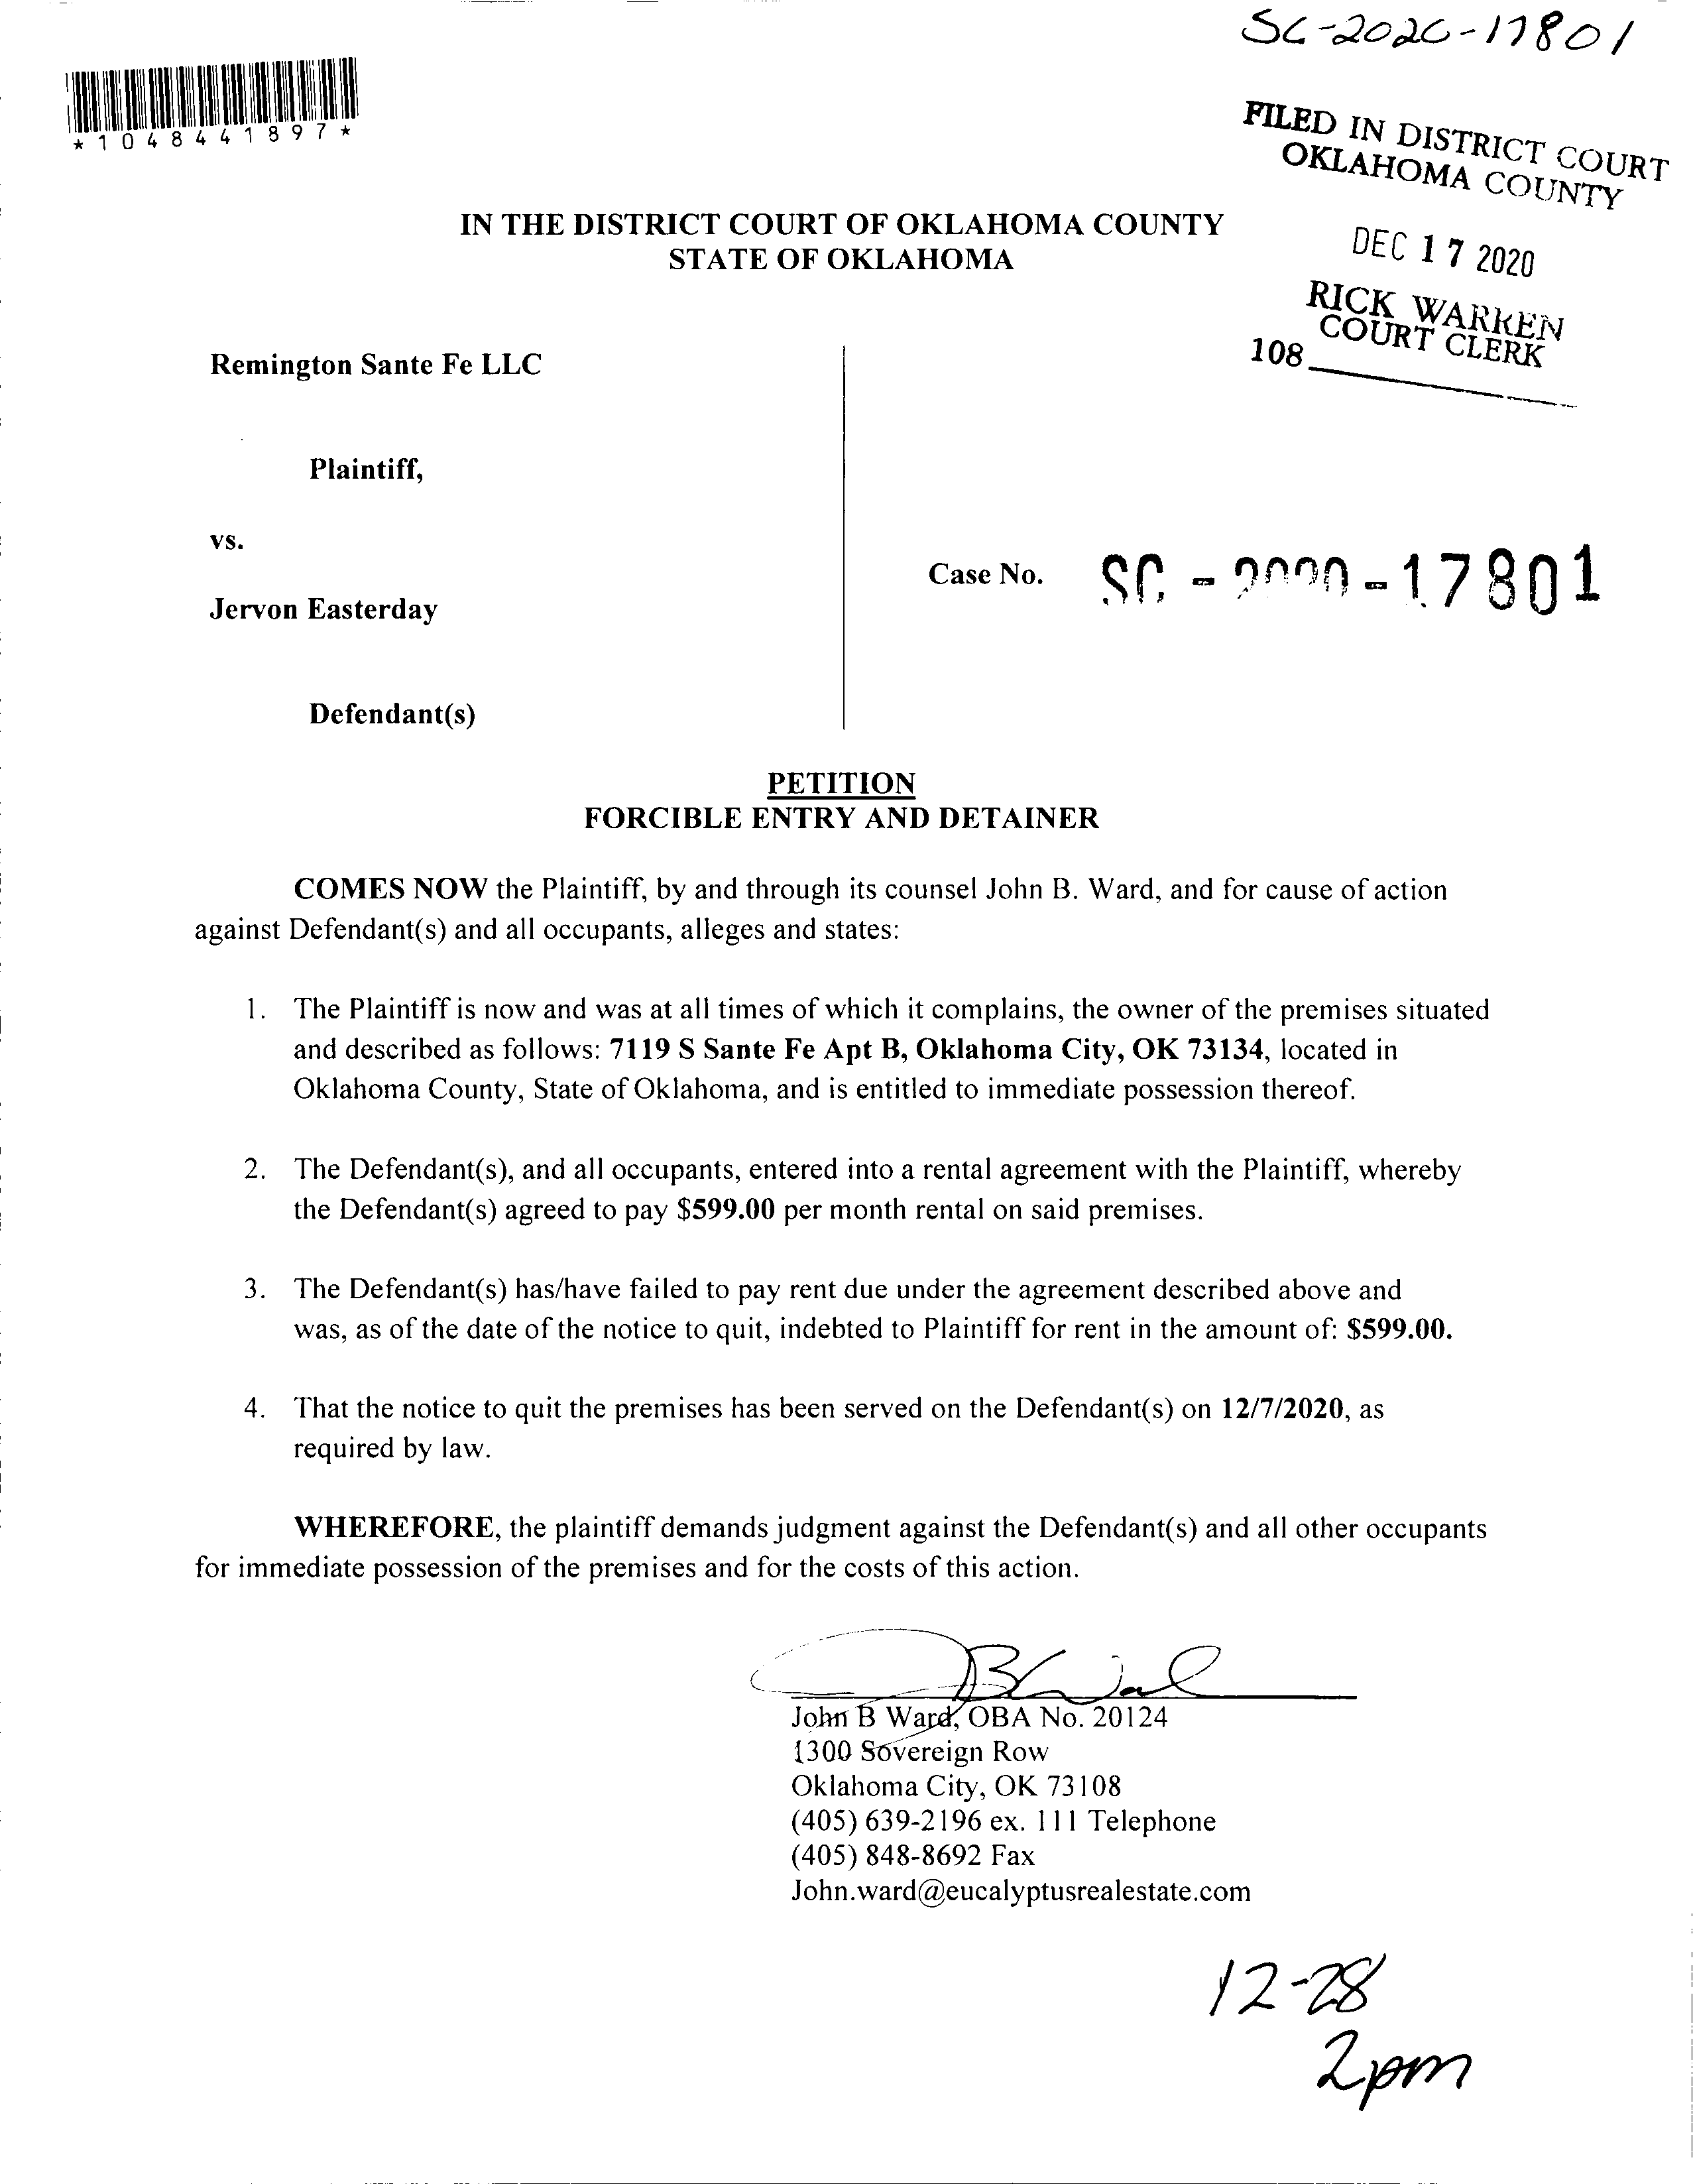 SC-2020-17801
*1048441897*
FILED IN DISTRICT COURT
OKLAHOMA COUNTY
DEC 17 2020
RICK WARREN
COURT CLERK
108
IN THE DISTRICT COURT OF OKLAHOMA COUNTY
STATE OF OKLAHOMA
Remington Sante Fe LLC
Plaintiff,
vs.
Case No. SC - 2020 - 17801
Jervon Easterday
Defendant(s)
PETITION
FORCIBLE ENTRY AND DETAINER
COMES NOW the Plaintiff, by and through its counsel John B. Ward, and for cause of action
against Defendant(s) and all occupants, alleges and states:
1. The Plaintiff is now and was at all times of which it complains, the owner of the premises situated
and described as follows: 7119 S Sante Fe Apt B, Oklahoma City, OK 73134, located in
Oklahoma County, State of Oklahoma, and is entitled to immediate possession thereof.
2. The Defendant(s), and all occupants, entered into a rental agreement with the Plaintiff, whereby
the Defendant(s) agreed to pay $599.00 per month rental on said premises.
3. The Defendant(s) has/have failed to pay rent due under the agreement described above and
was, as of the date of the notice to quit, indebted to Plaintiff for rent in the amount of: $599.00.
4. That the notice to quit the premises has been served on the Defendant(s) on 12/7/2020, as
required by law.
WHEREFORE, the plaintiff demands judgment against the Defendant(s) and all other occupants
for immediate possession of the premises and for the costs of this action.
John B Ward, OBA No. 20124
1300 Sovereign Row
Oklahoma City, OK 73108
(405) 639-2196 ex. 111 Telephone
(405) 848-8692 Fax
John.ward@eucalyptusrealestate.com
12-28
2pm